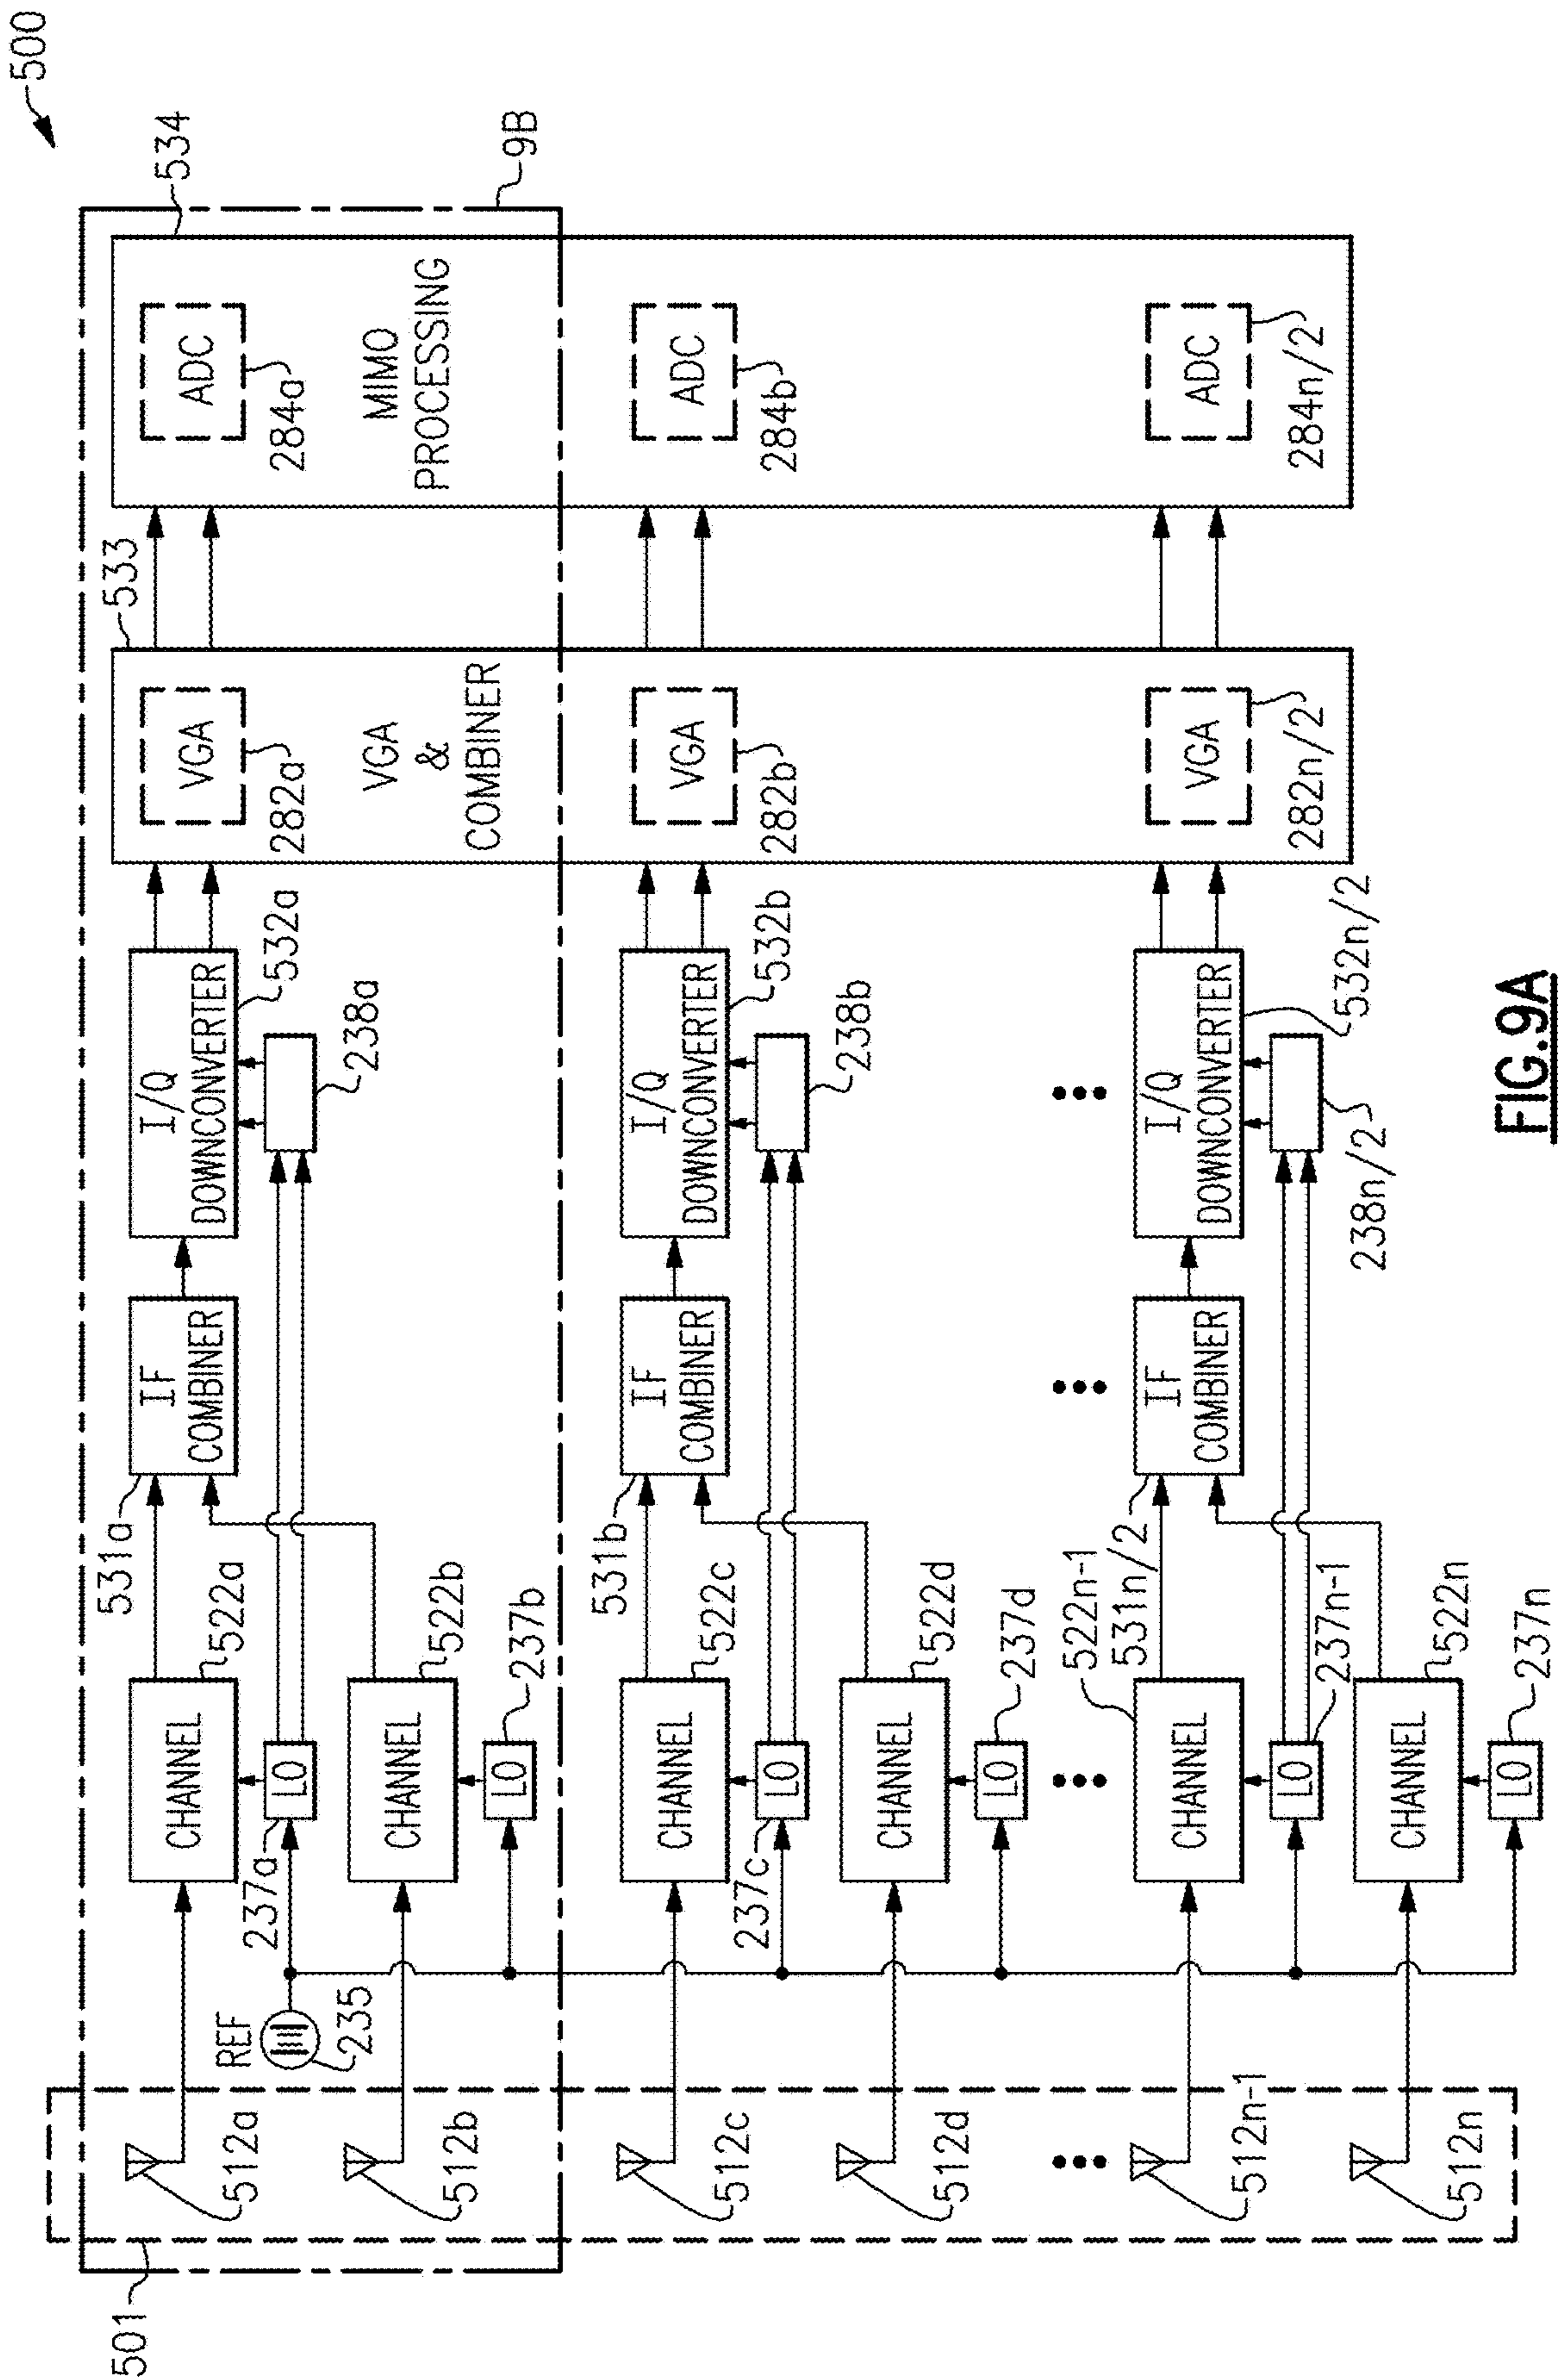 500
501
9B
534
533
ADC
284a
MIMO
PROCESSING
ADC
284b
ADC
284n/2
VGA
282a
VGA
&
COMBINER
VGA
282b
VGA
282n/2
I/Q
DOWNCONVERTER
532a
238a
I/Q
DOWNCONVERTER
532b
238b
I/Q
DOWNCONVERTER
532n/2
238n/2
IF
COMBINER
531a
IF
COMBINER
531b
IF
COMBINER
531n/2
CHANNEL
522a
LO
237a
CHANNEL
522b
LO
237b
CHANNEL
522c
LO
237c
CHANNEL
522d
LO
237d
CHANNEL
522n-1
LO
237n-1
CHANNEL
522n
LO
237n
REF
235
512a
512b
512c
512d
512n-1
512n
FIG.9A